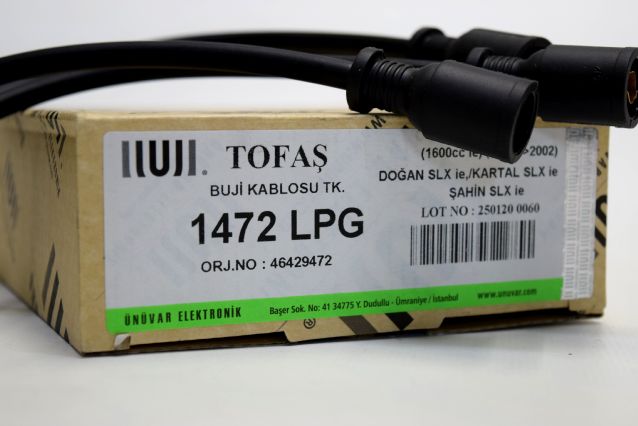 TOFAŞ
BUJİ KABLOSU TK.
1472 LPG
ORJ.NO : 46429472
(1600cc ie 2002)
DOĞAN SLX ie,/KARTAL SLX ie
ŞAHİN SLX ie
LOT NO : 250120 0060
ÜNÜVAR ELEKTRONİK
Başer Sok. No: 41 34775 Y. Dudullu - Ümraniye / İstanbul
www.unuvar.com